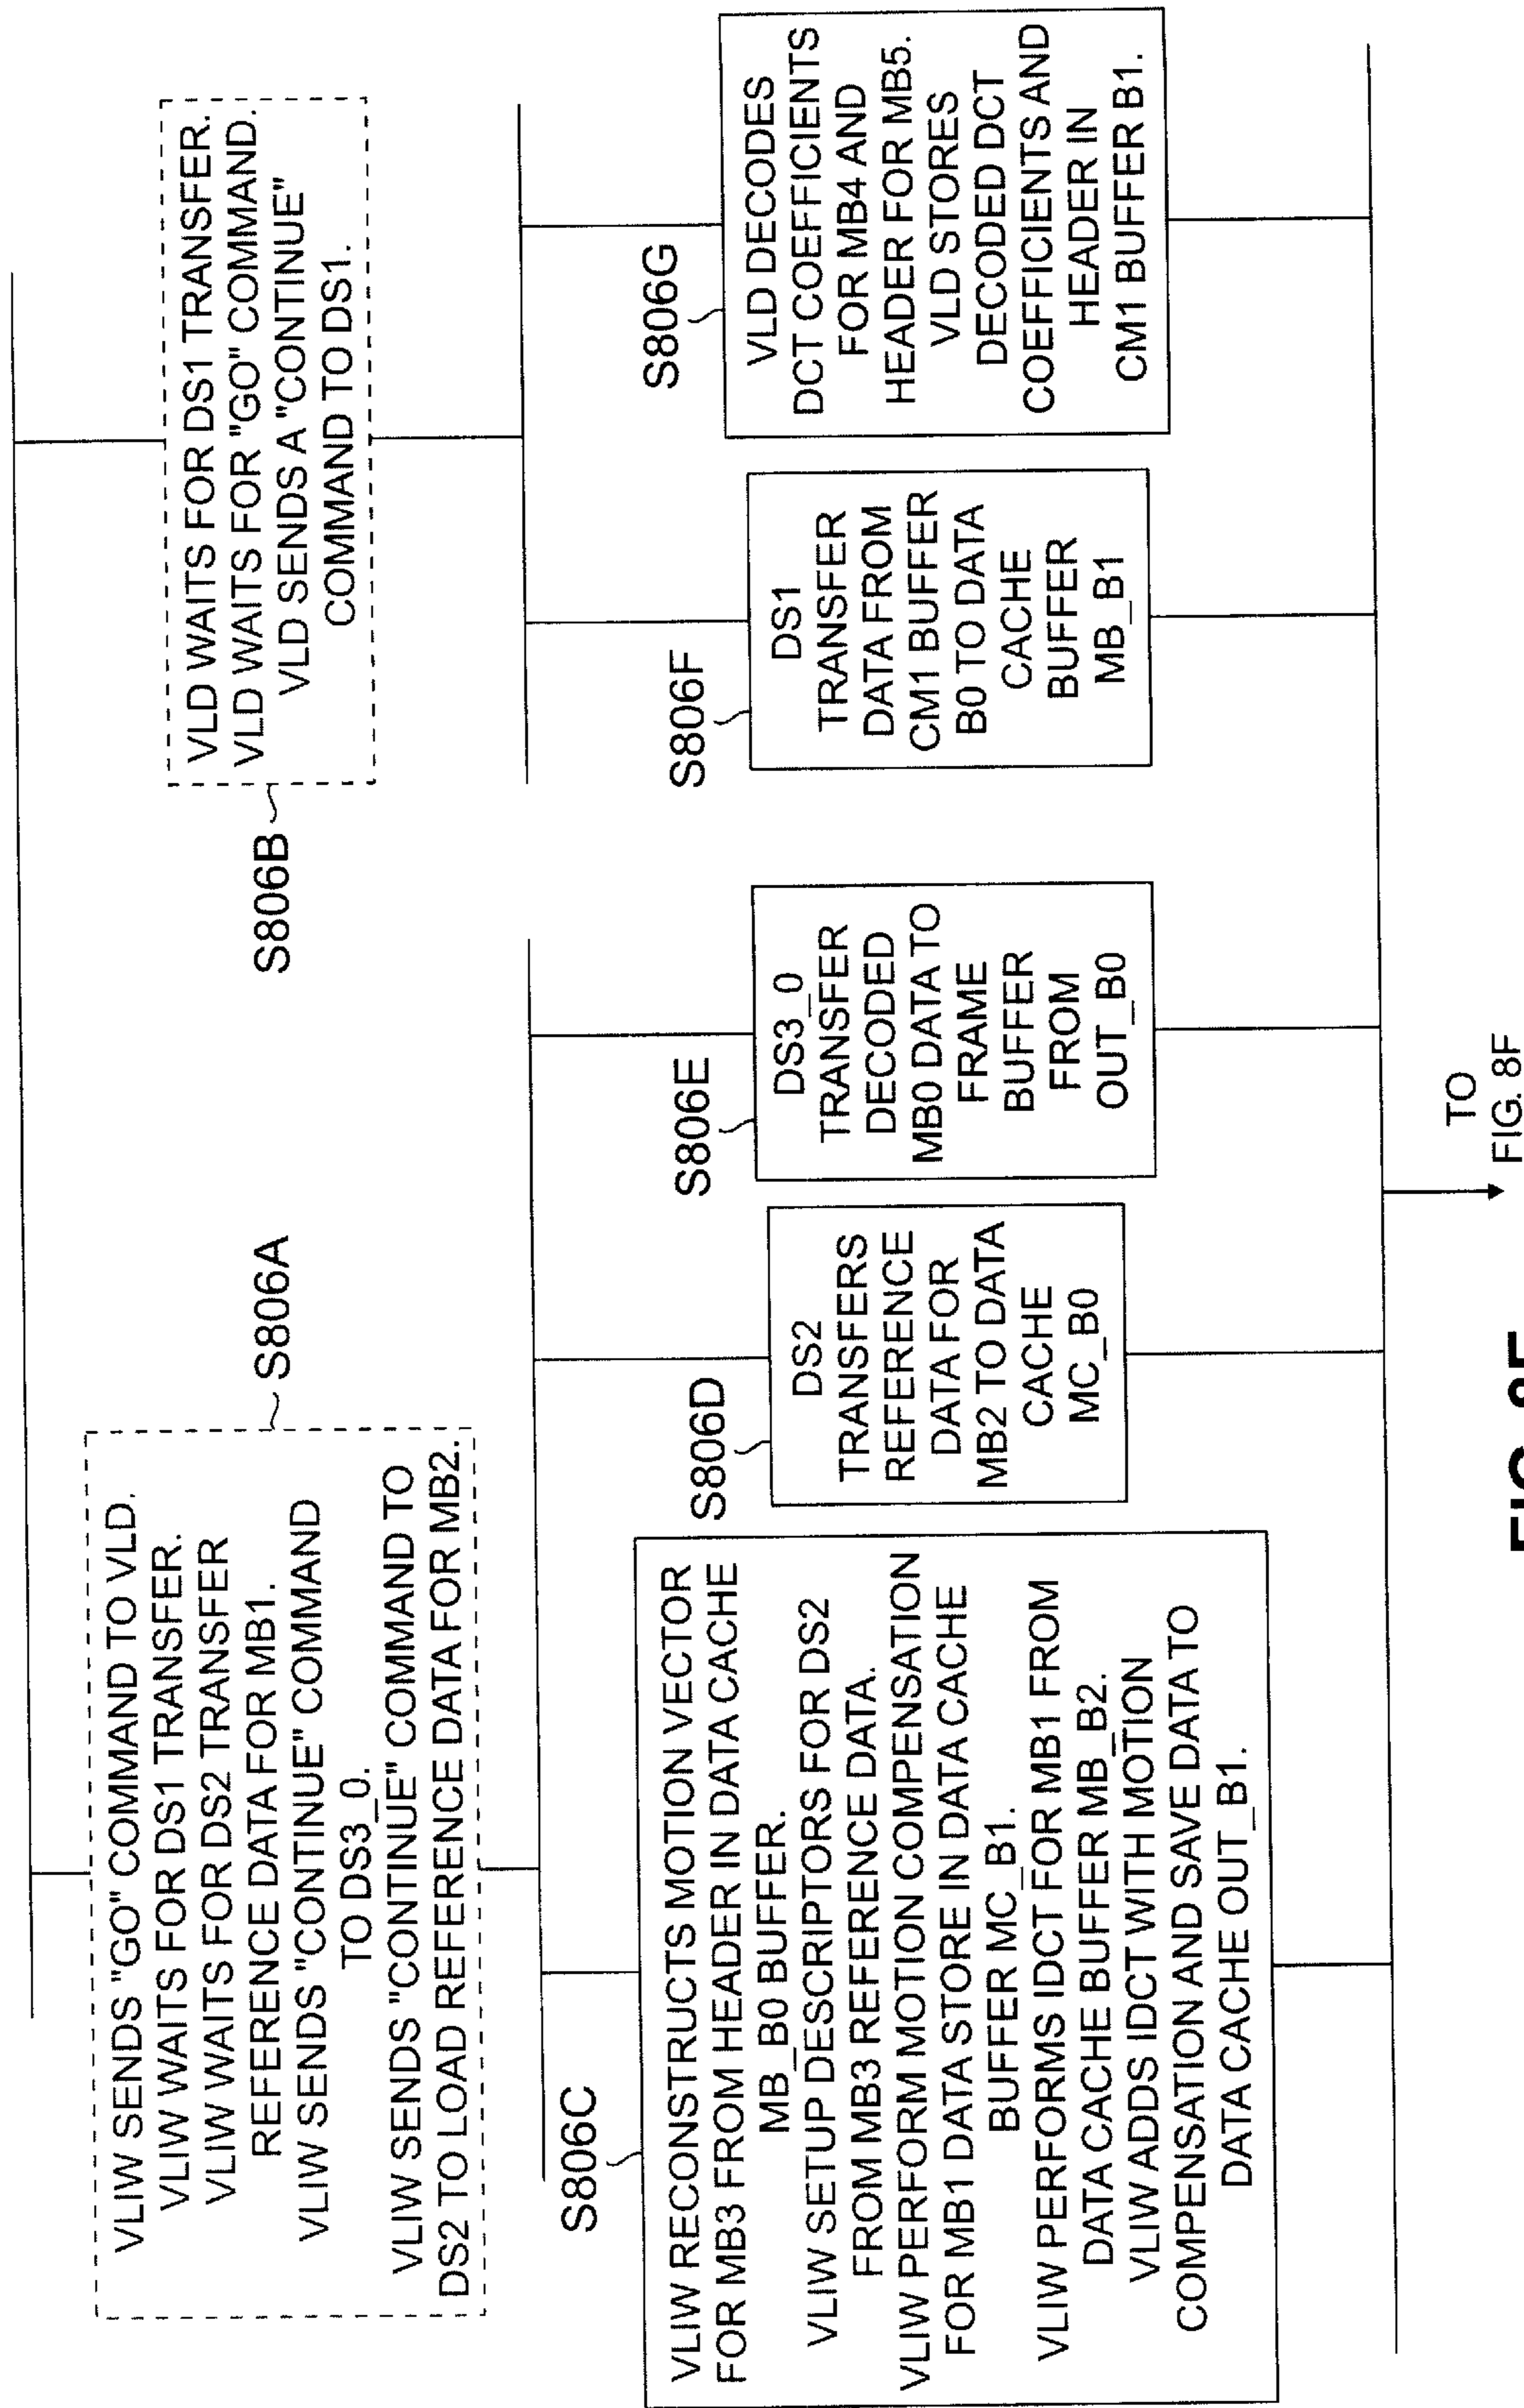 VLIW SENDS "GO" COMMAND TO VLD.
VLIW WAITS FOR DS1 TRANSFER.
VLIW WAITS FOR DS2 TRANSFER
REFERENCE DATA FOR MB1.
VLIW SENDS "CONTINUE" COMMAND
TO DS3_0.
VLIW SENDS "CONTINUE" COMMAND TO
DS2 TO LOAD REFERENCE DATA FOR MB2.
S806A
VLD WAITS FOR DS1 TRANSFER.
VLD WAITS FOR "GO" COMMAND.
VLD SENDS A "CONTINUE"
COMMAND TO DS1.
S806B
S806C
VLIW RECONSTRUCTS MOTION VECTOR
FOR MB3 FROM HEADER IN DATA CACHE
MB_B0 BUFFER.
VLIW SETUP DESCRIPTORS FOR DS2
FROM MB3 REFERENCE DATA.
VLIW PERFORM MOTION COMPENSATION
FOR MB1 DATA STORE IN DATA CACHE
BUFFER MC_B1.
VLIW PERFORMS IDCT FOR MB1 FROM
DATA CACHE BUFFER MB_B2.
VLIW ADDS IDCT WITH MOTION
COMPENSATION AND SAVE DATA TO
DATA CACHE OUT_B1.
S806D
DS2
TRANSFERS
REFERENCE
DATA FOR
MB2 TO DATA
CACHE
MC_B0
S806E
DS3_0
TRANSFER
DECODED
MB0 DATA TO
FRAME
BUFFER
FROM
OUT_B0
S806F
DS1
TRANSFER
DATA FROM
CM1 BUFFER
B0 TO DATA
CACHE
BUFFER
MB_B1
S806G
VLD DECODES
DCT COEFFICIENTS
FOR MB4 AND
HEADER FOR MB5.
VLD STORES
DECODED DCT
COEFFICIENTS AND
HEADER IN
CM1 BUFFER B1.
TO
FIG. 8F